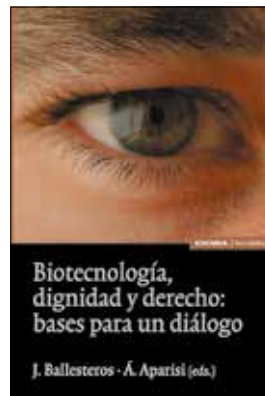 Biotecnología,
dignidad y derecho:
bases para un diálogo
J. Ballesteros - Á. Aparisi (eds.)